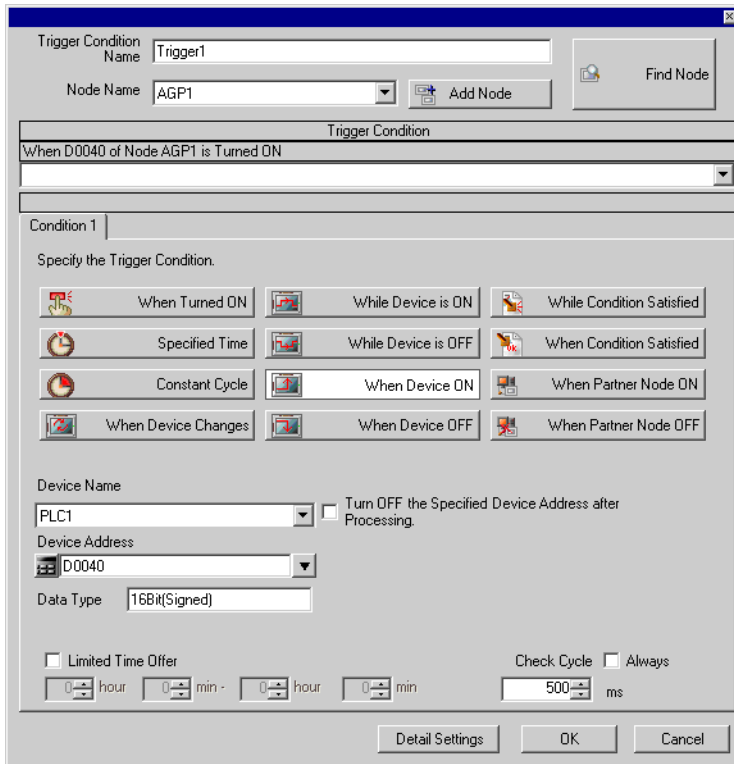 Trigger Condition
Name
Trigger1
Find Node
Node Name
AGP1
Add Node
Trigger Condition
When D0040 of Node AGP1 is Turned ON
Condition 1
Specify the Trigger Condition.
When Turned ON
While Device is ON
While Condition Satisfied
Specified Time
While Device is OFF
When Condition Satisfied
Constant Cycle
When Device ON
When Partner Node ON
When Device Changes
When Device OFF
When Partner Node OFF
Device Name
PLC1
Turn OFF the Specified Device Address after
Processing.
Device Address
D0040
Data Type
16Bit(Signed)
Limited Time Offer
Check Cycle
Always
0 hour 0 min - 0 hour 0 min
500 ms
Detail Settings
OK
Cancel